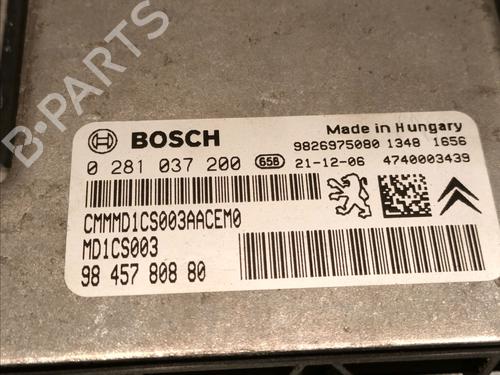 BOSCH
Made in Hungary
9826975080 1348 1656
0 281 037 200 658 21-12-06 4740003439
CMMMD1CS003AACEM0
MD1CS003
98 457 808 80
B-PARTS